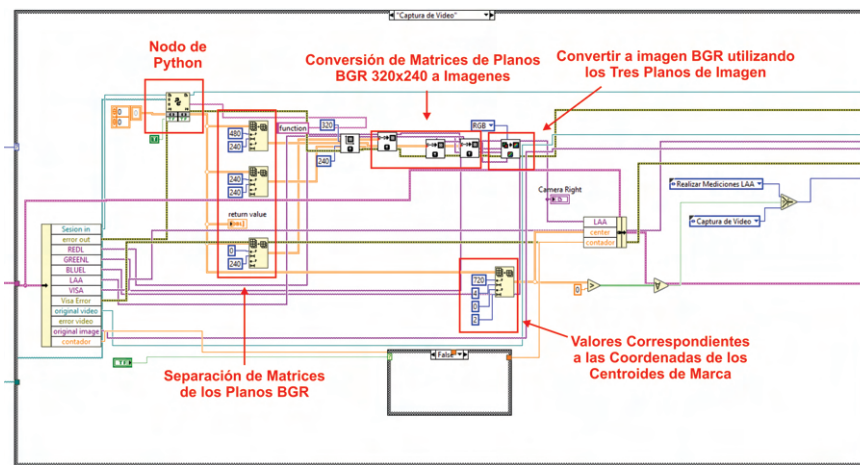 "Captura de Video"
Nodo de
Python
Conversión de Matrices de Planos
BGR 320x240 a Imagenes
Convertir a imagen BGR utilizando
los Tres Planos de Imagen
0
0
480
240
function
320
240
RGB
240
240
return value
0
240
Camera Right
Realizar Mediciones LAA
Captura de Video
Sesion in
error out
REDL
GREENL
BLUEL
LAA
VISA
Visa Error
original video
error video
original image
contador
LAA
center
contador
720
4
0
2
0
False
Separación de Matrices
de los Planos BGR
Valores Correspondientes
a las Coordenadas de los
Centroides de Marca